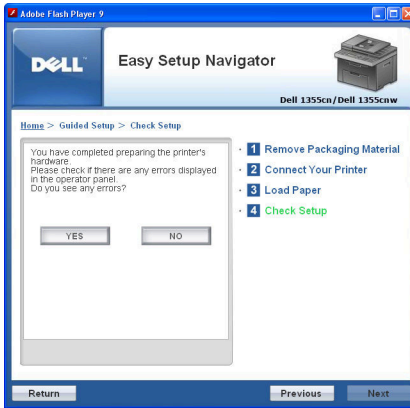 Adobe Flash Player 9
DELL
Easy Setup Navigator
Dell 1355cn/Dell 1355cnw
Home > Guided Setup > Check Setup
You have completed preparing the printer's
hardware.
Please check if there are any errors displayed
in the operator panel.
Do you see any errors?
YES NO
1 Remove Packaging Material
2 Connect Your Printer
3 Load Paper
4 Check Setup
Return Previous Next